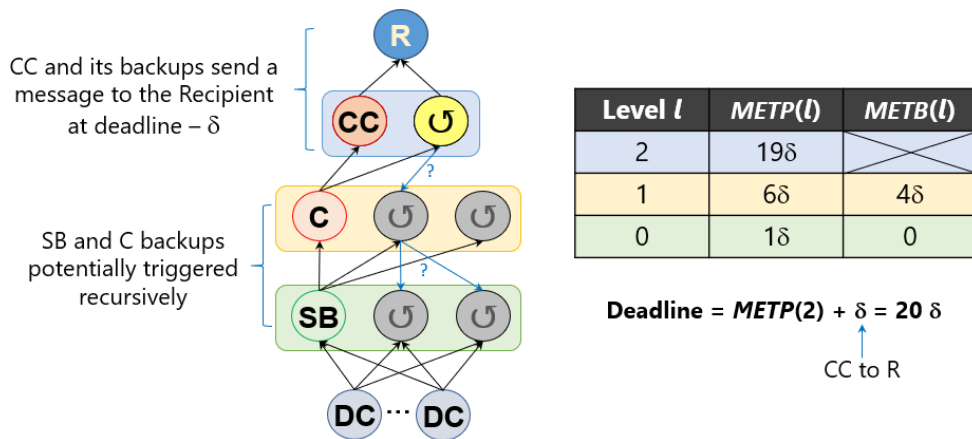 R
CC and its backups send a
message to the Recipient
at deadline – δ
CC ↺
?
C ↺ ↺
SB and C backups
potentially triggered
recursively
?
SB ↺ ↺
DC ... DC
Level l METP(l) METB(l)
2 19δ
1 6δ 4δ
0 1δ 0
Deadline = METP(2) + δ = 20 δ
CC to R